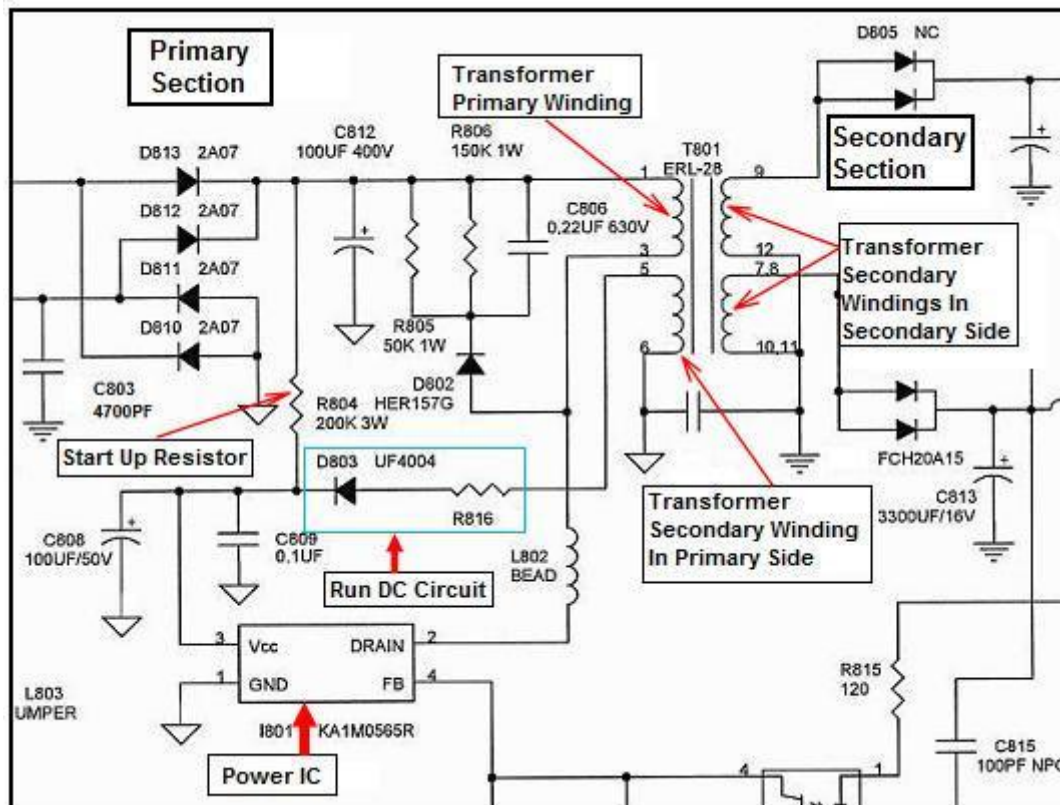 Primary
Section
Transformer
Primary Winding
D805 NC
Secondary
Section
C812
100UF 400V
R806
150K 1W
T801
ERL-28
D813 2A07
D812 2A07
D811 2A07
D810 2A07
1
9
3
12
5
7,8
6
10,11
C806
0,22UF 630V
Transformer
Secondary
Windings In
Secondary Side
R805
50K 1W
D802
HER157G
C803
4700PF
R804
200K 3W
Start Up Resistor
D803 UF4004
R816
FCH20A15
C813
3300UF/16V
Transformer
Secondary Winding
In Primary Side
C808
100UF/50V
C809
0.1UF
L802
BEAD
Run DC Circuit
3
Vcc
DRAIN
2
1
GND
FB
4
R815
120
L803
UMPER
I801 KA1M0565R
Power IC
C815
100PF NPO
4
1